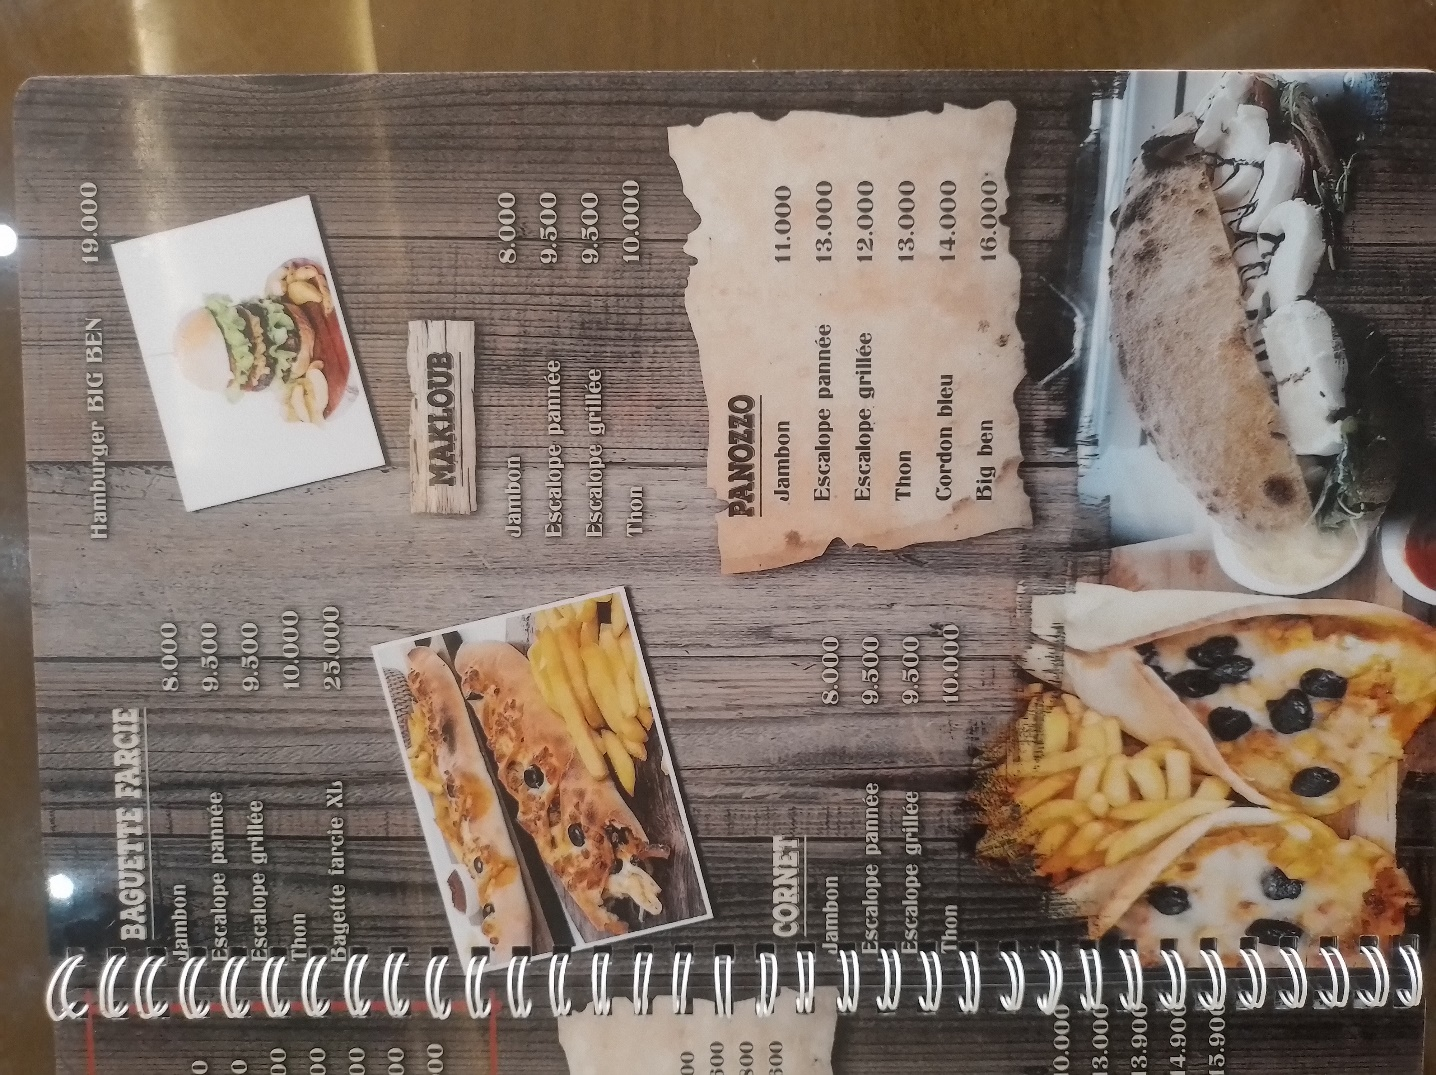 BAGUETTE FARCIE
Jambon 8.000
Escalope pannée 9.500
Escalope grillée 9.500
Thon 10.000
Bagette farcie Xl 25.000
CORNET
Jambon 8.000
Escalope pannée 9.500
Escalope grillée 9.500
Thon 10.000
Hamburger BIG BEN 19.000
MAKLOUB
Jambon 8.000
Escalope pannée 9.500
Escalope grillée 9.500
Thon 10.000
PANOZZO
Jambon 11.000
Escalope pannée 13.000
Escalope grillée 12.000
Thon 13.000
Cordon bleu 14.000
Big ben 16.000